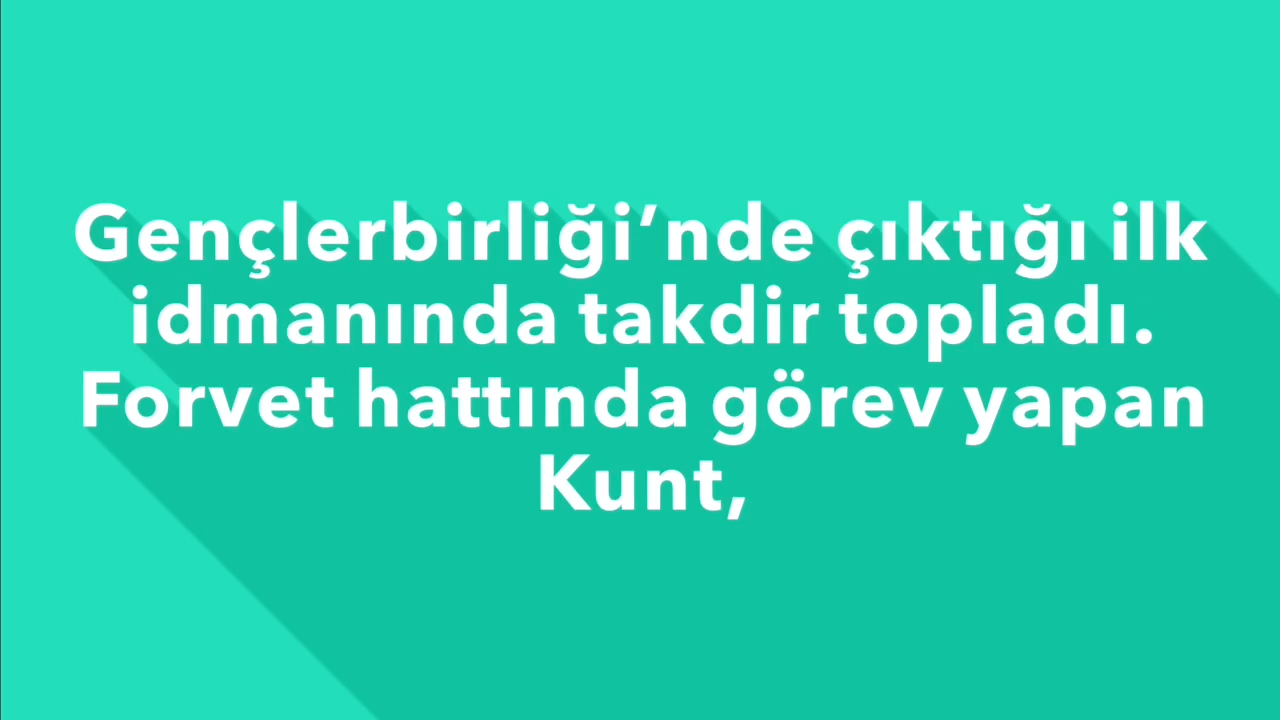 Gençlerbirliği’nde çıktığı ilk
idmanında takdir topladı.
Forvet hattında görev yapan
Kunt,